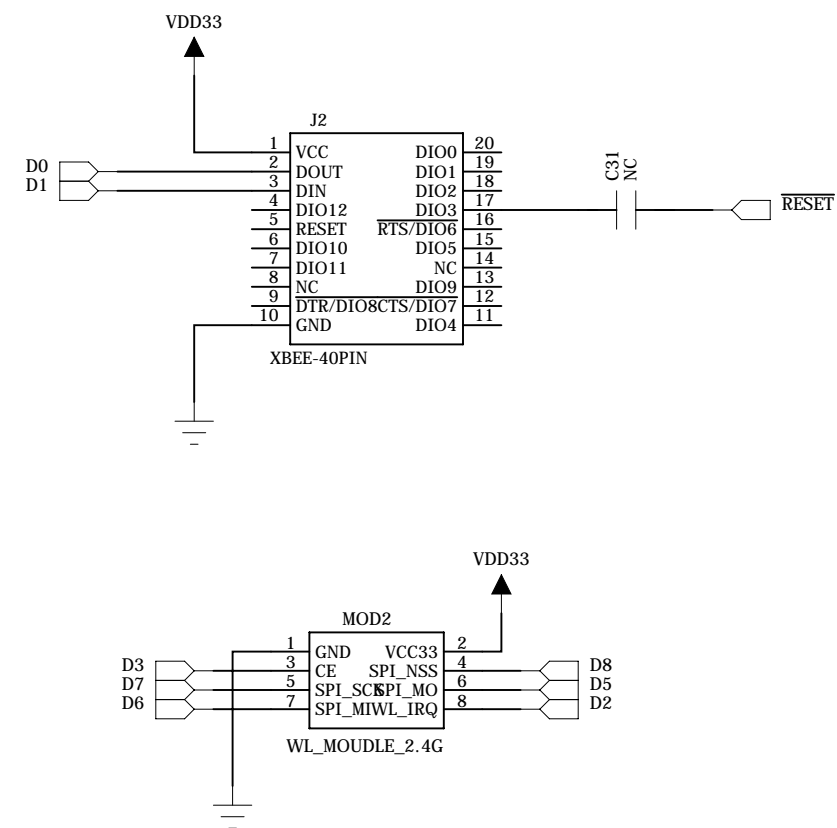 VDD33
J2
1 VCC DIO0 20
D0 2 DOUT DIO1 19
D1 3 DIN DIO2 18
4 DIO12 DIO3 17
5 RESET RTS/DIO6 16
6 DIO10 DIO5 15
7 DIO11 NC 14
8 NC DIO9 13
9 DTR/DIO8 CTS/DIO7 12
10 GND DIO4 11
XBEE-40PIN
C31
NC
RESET
VDD33
MOD2
1 GND VCC33 2
D3 3 CE SPI_NSS 4 D8
D7 5 SPI_SCK SPI_MO 6 D5
D6 7 SPI_MI WL_IRQ 8 D2
WL_MOUDLE_2.4G